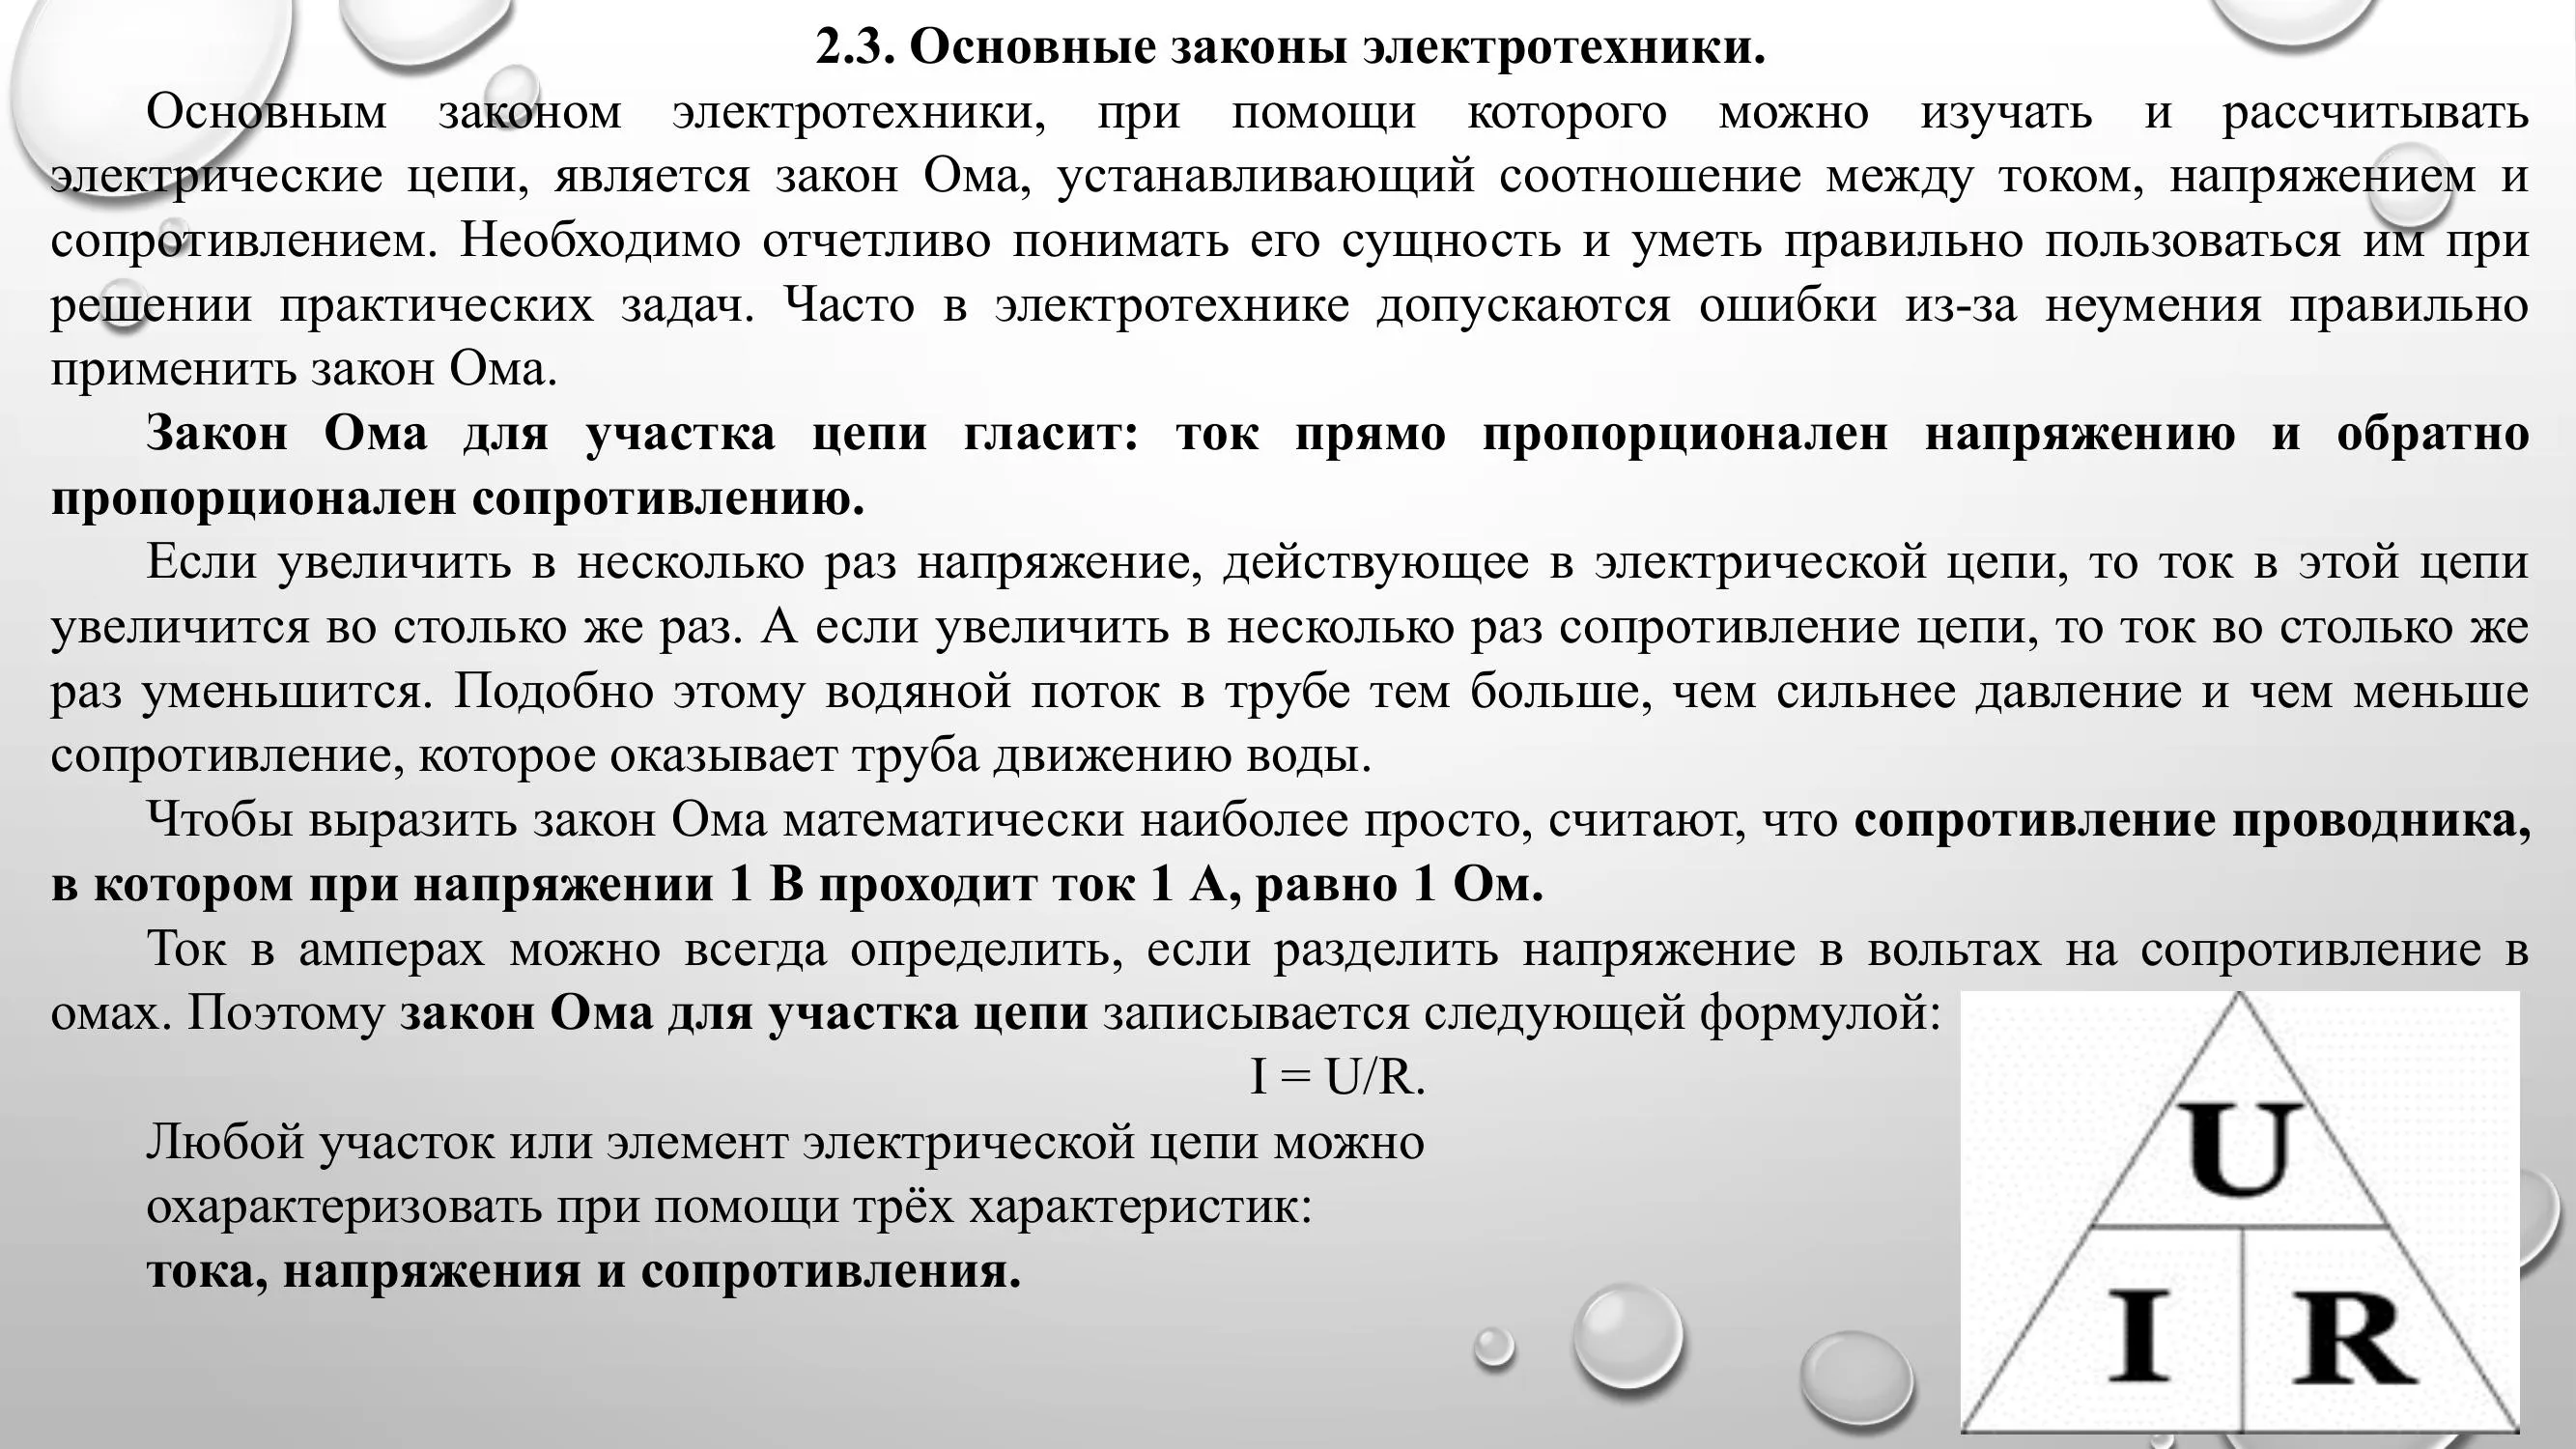 2.3. Основные законы электротехники.
Основным законом электротехники, при помощи которого можно изучать и рассчитывать
электрические цепи, является закон Ома, устанавливающий соотношение между током, напряжением и
сопротивлением. Необходимо отчетливо понимать его сущность и уметь правильно пользоваться им при
решении практических задач. Часто в электротехнике допускаются ошибки из-за неумения правильно
применить закон Ома.
Закон Ома для участка цепи гласит: ток прямо пропорционален напряжению и обратно
пропорционален сопротивлению.
Если увеличить в несколько раз напряжение, действующее в электрической цепи, то ток в этой цепи
увеличится во столько же раз. А если увеличить в несколько раз сопротивление цепи, то ток во столько же
раз уменьшится. Подобно этому водяной поток в трубе тем больше, чем сильнее давление и чем меньше
сопротивление, которое оказывает труба движению воды.
Чтобы выразить закон Ома математически наиболее просто, считают, что сопротивление проводника,
в котором при напряжении 1 В проходит ток 1 А, равно 1 Ом.
Ток в амперах можно всегда определить, если разделить напряжение в вольтах на сопротивление в
омах. Поэтому закон Ома для участка цепи записывается следующей формулой:
I = U/R.
Любой участок или элемент электрической цепи можно
охарактеризовать при помощи трёх характеристик:
тока, напряжения и сопротивления.
U
I R